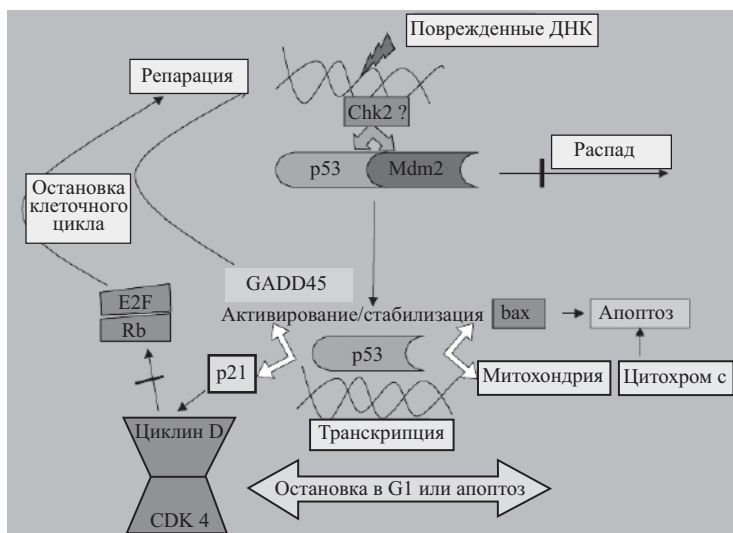 Поврежденные ДНК
Репарация
Chk2 ?
p53
Mdm2
Распад
Остановка
клеточного
цикла
GADD45
E2F
Rb
Активирование/стабилизация
bax
Апоптоз
p53
p21
Митохондрия
Цитохром c
Циклин D
Транскрипция
Остановка в G1 или апоптоз
CDK 4